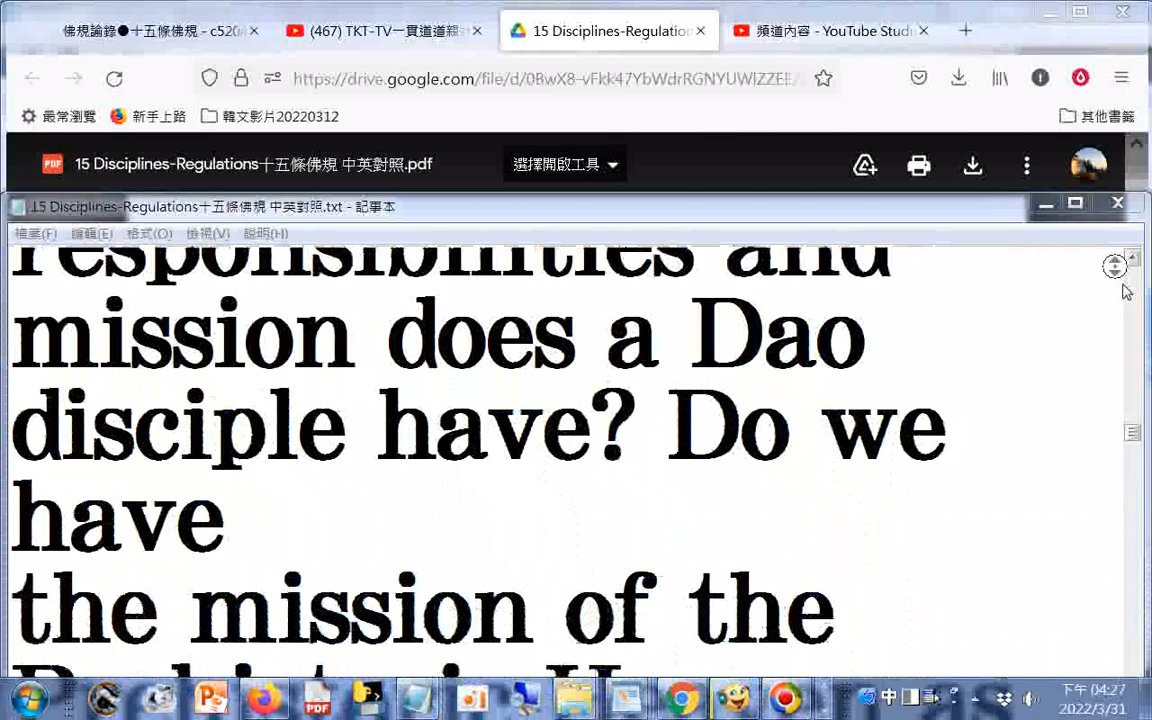 佛規論錄●十五條佛規 - c520
(467) TKT-TV一貫道道親
15 Disciplines-Regulation
頻道內容 - YouTube Studi
https://drive.google.com/file/d/0BwX8-vFkk47YbWdrRGNYUWlZZEE/
最常瀏覽
新手上路
韓文影片20220312
其他書籤
PDF
15 Disciplines-Regulations十五條佛規 中英對照.pdf
選擇開啟工具
15 Disciplines-Regulations十五條佛規 中英對照.txt - 記事本
檔案(F) 編輯(E) 格式(O) 檢視(V) 說明(H)
responsibilities and
mission does a Dao
disciple have? Do we
have
the mission of the
中
下午 04:27
2022/3/31